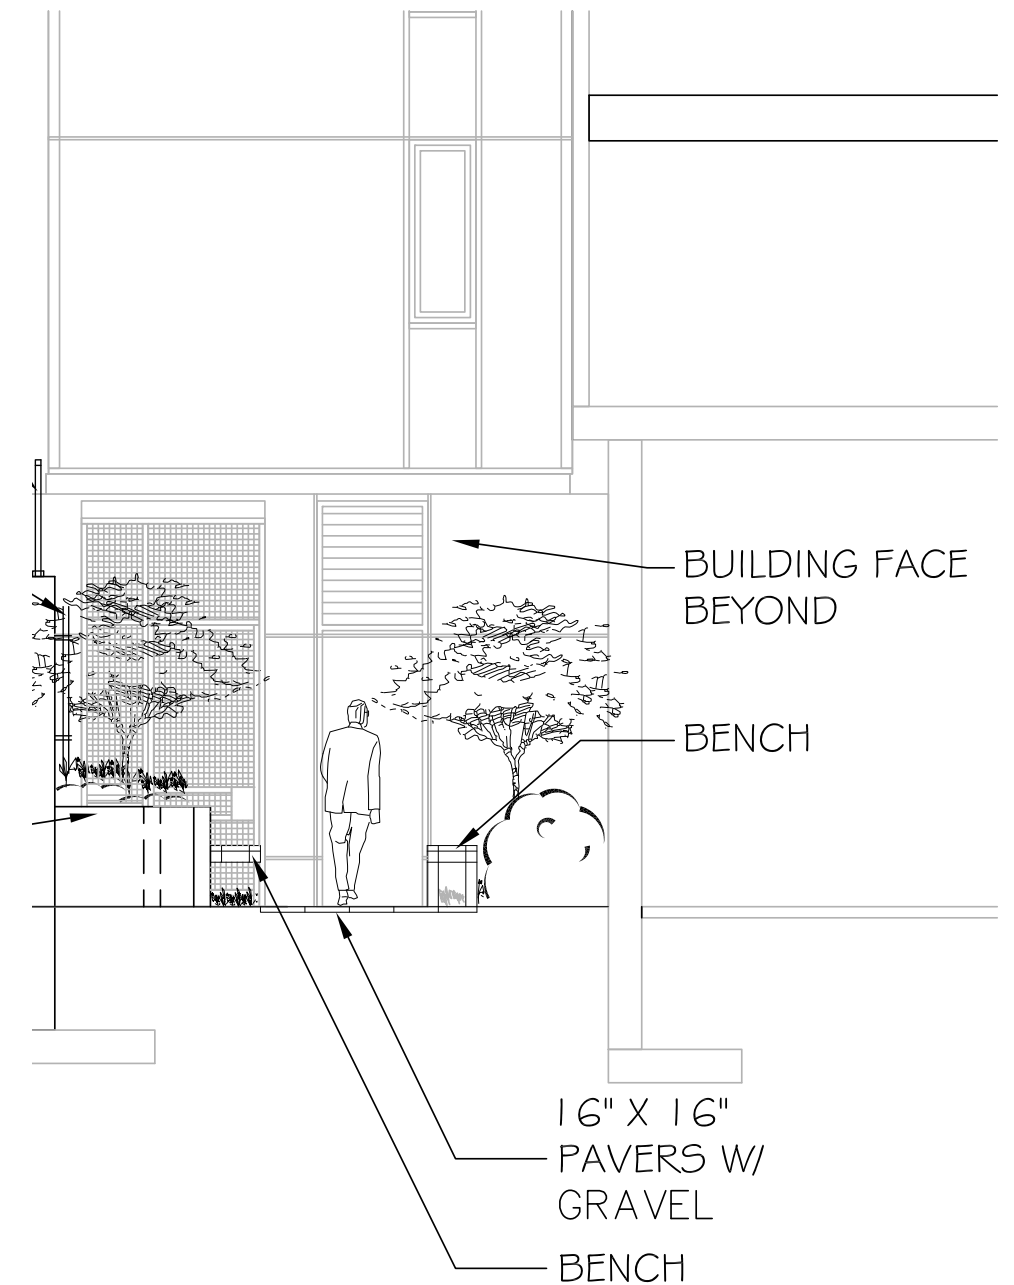 BUILDING FACE
BEYOND
BENCH
16" X 16"
PAVERS W/
GRAVEL
BENCH